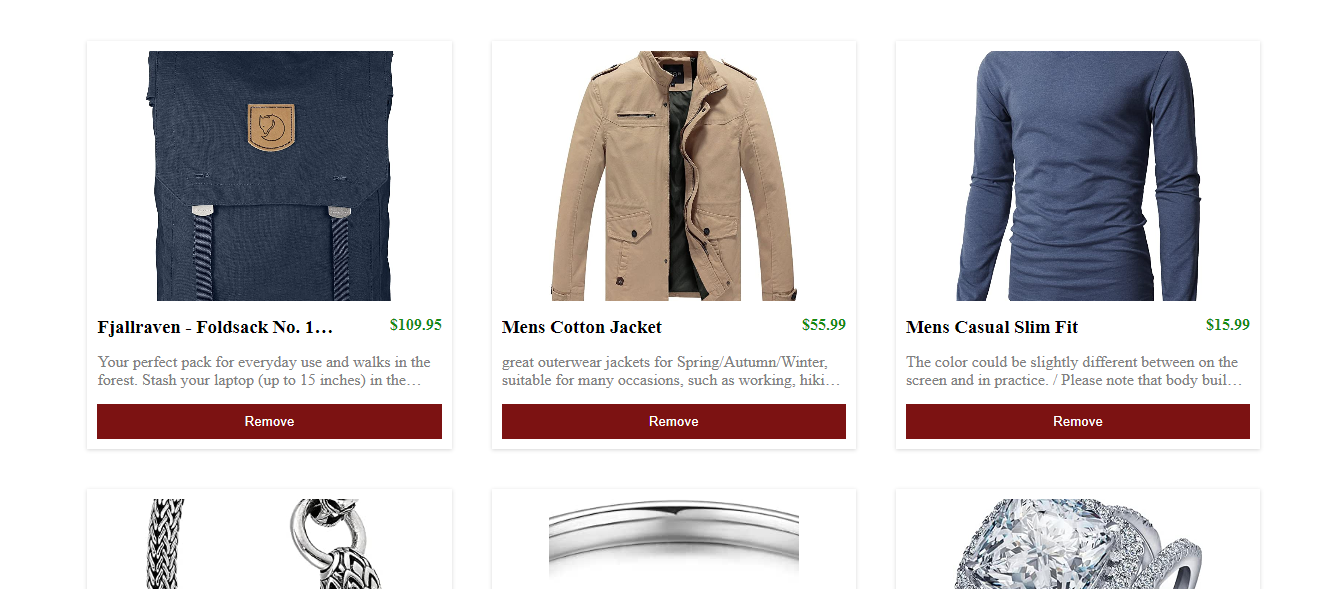 Fjallraven - Foldsack No. 1…
$109.95
Your perfect pack for everyday use and walks in the
forest. Stash your laptop (up to 15 inches) in the…
Remove
Mens Cotton Jacket
$55.99
great outerwear jackets for Spring/Autumn/Winter,
suitable for many occasions, such as working, hiki…
Remove
Mens Casual Slim Fit
$15.99
The color could be slightly different between on the
screen and in practice. / Please note that body buil…
Remove